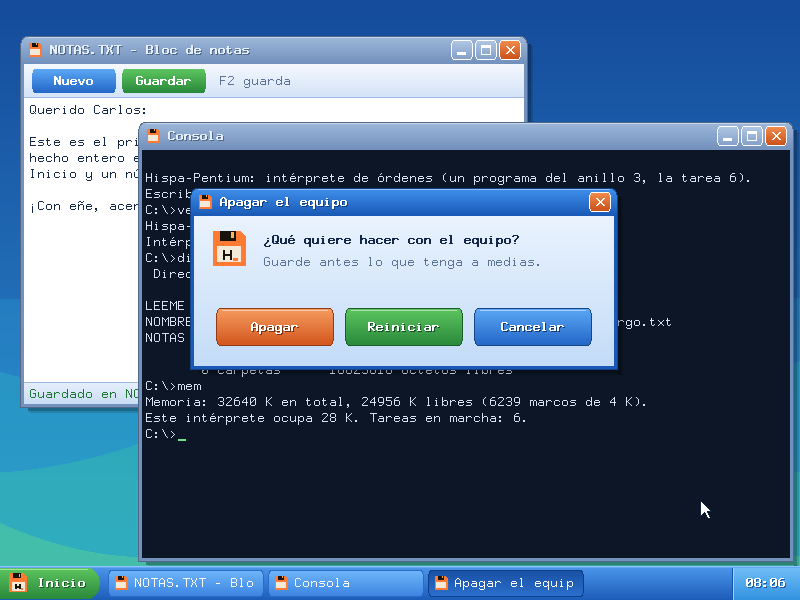 NOTAS.TXT - Bloc de notas
Nuevo
Guardar
F2 guarda
Querido Carlos:
Este es el pri
hecho entero e
Inicio y un nú
¡Con eñe, acen
Guardado en NO
Consola
Hispa-Pentium: intérprete de órdenes (un programa del anillo 3, la tarea 6).
Escrib
C:\>ve
Hispa-
Intérp
C:\>di
Direc
LEEME
NOMBRE rgo.txt
NOTAS
C:\>mem
Memoria: 32640 K en total, 24956 K libres (6239 marcos de 4 K).
Este intérprete ocupa 28 K. Tareas en marcha: 6.
C:\>_
Apagar el equipo
H
¿Qué quiere hacer con el equipo?
Guarde antes lo que tenga a medias.
Apagar
Reiniciar
Cancelar
Inicio
NOTAS.TXT - Blo
Consola
Apagar el equip
08:06